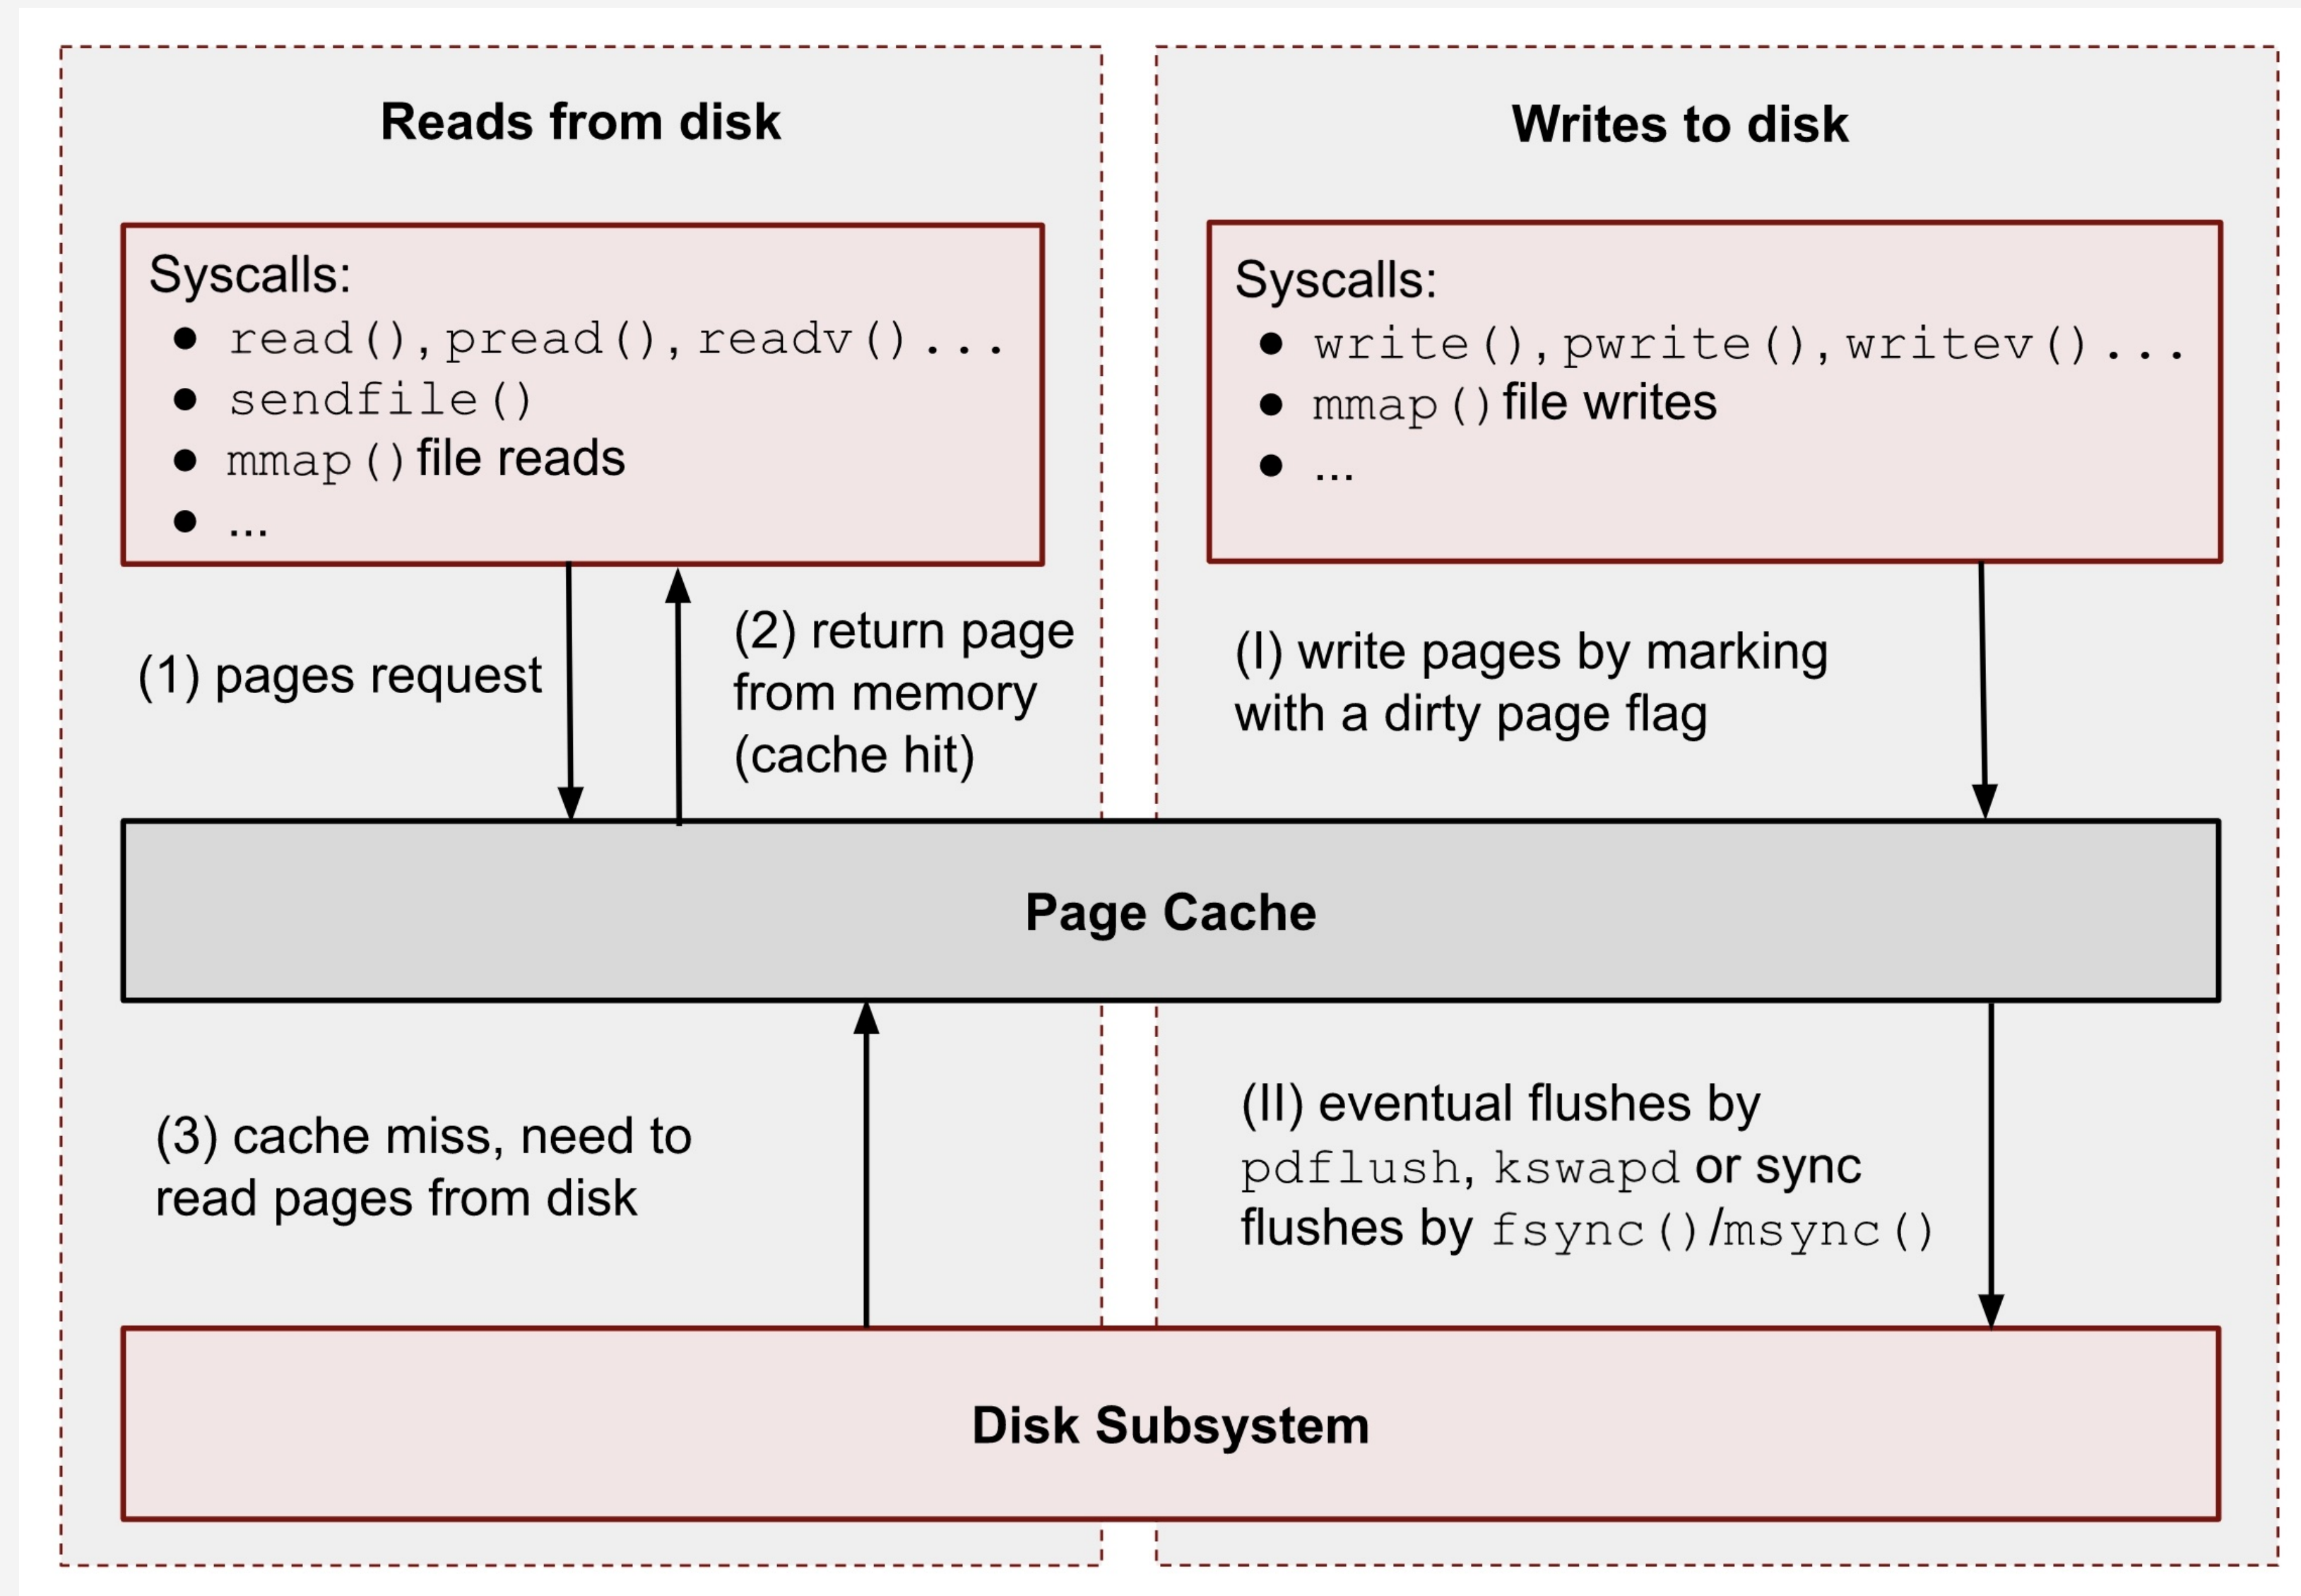 Reads from disk
Syscalls:
● read(), pread(), readv()...
● sendfile()
● mmap() file reads
● ...
(1) pages request
(2) return page
from memory
(cache hit)
Writes to disk
Syscalls:
● write(), pwrite(), writev()...
● mmap() file writes
● ...
(I) write pages by marking
with a dirty page flag
Page Cache
(3) cache miss, need to
read pages from disk
(II) eventual flushes by
pdflush, kswapd or sync
flushes by fsync()/msync()
Disk Subsystem